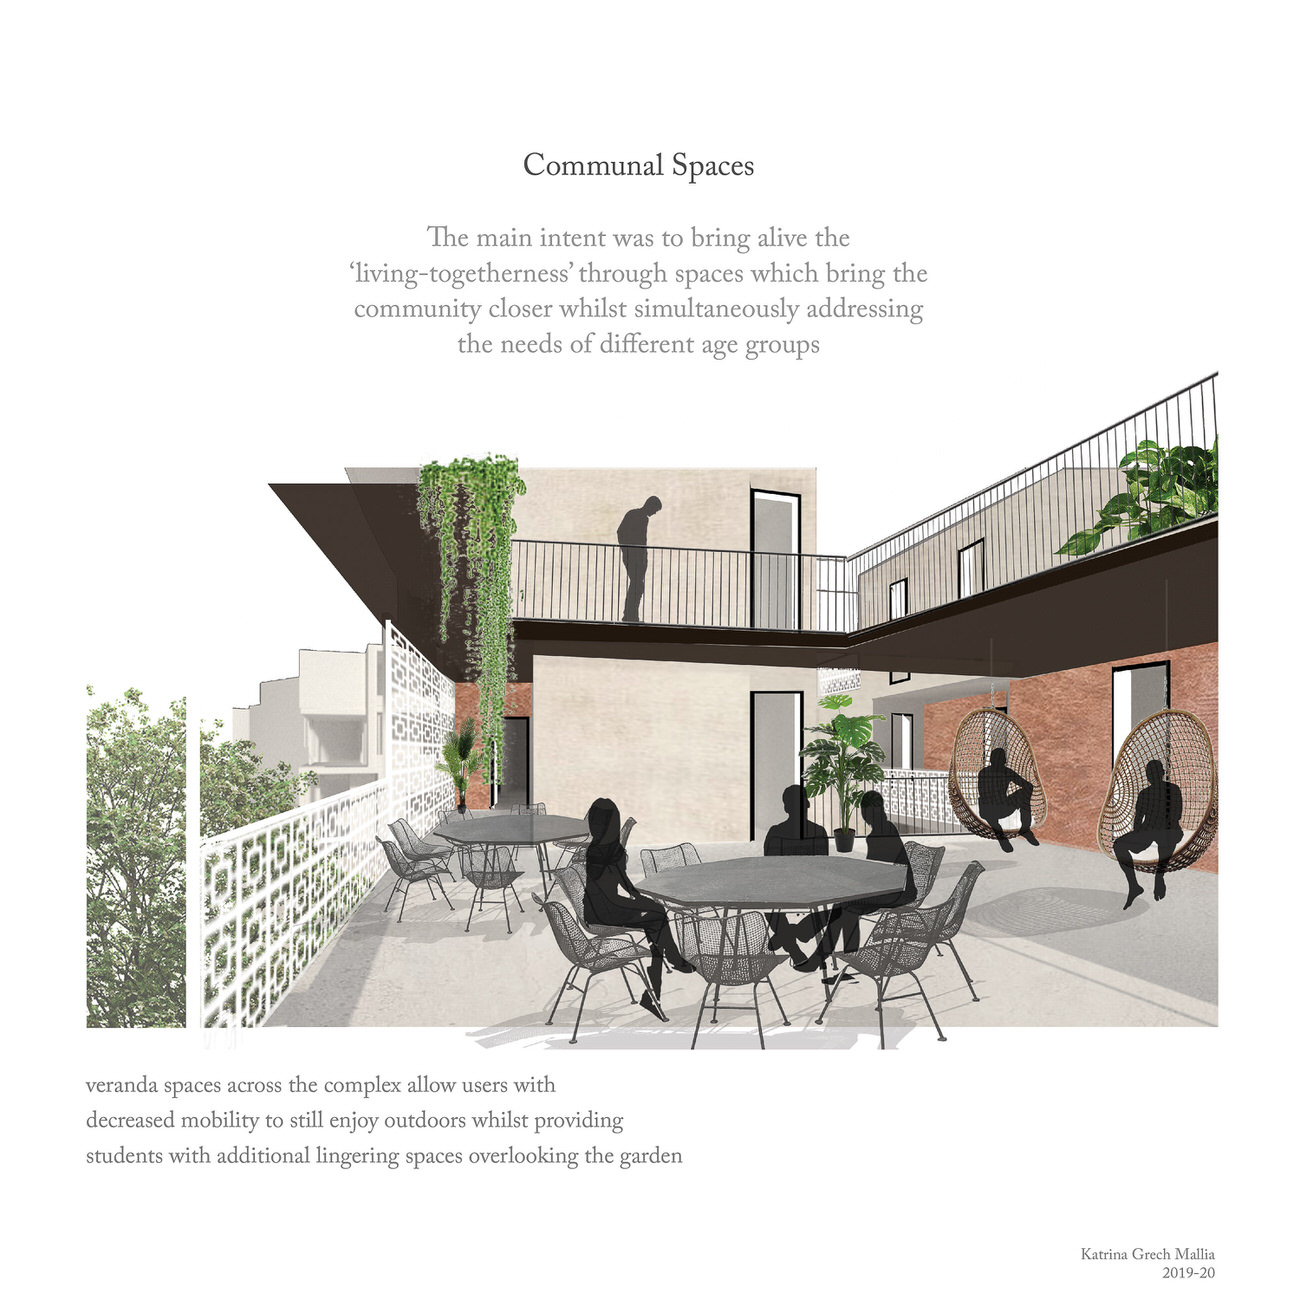 Communal Spaces
The main intent was to bring alive the
‘living-togetherness’ through spaces which bring the
community closer whilst simultaneously addressing
the needs of different age groups
veranda spaces across the complex allow users with
decreased mobility to still enjoy outdoors whilst providing
students with additional lingering spaces overlooking the garden
Katrina Grech Mallia
2019-20